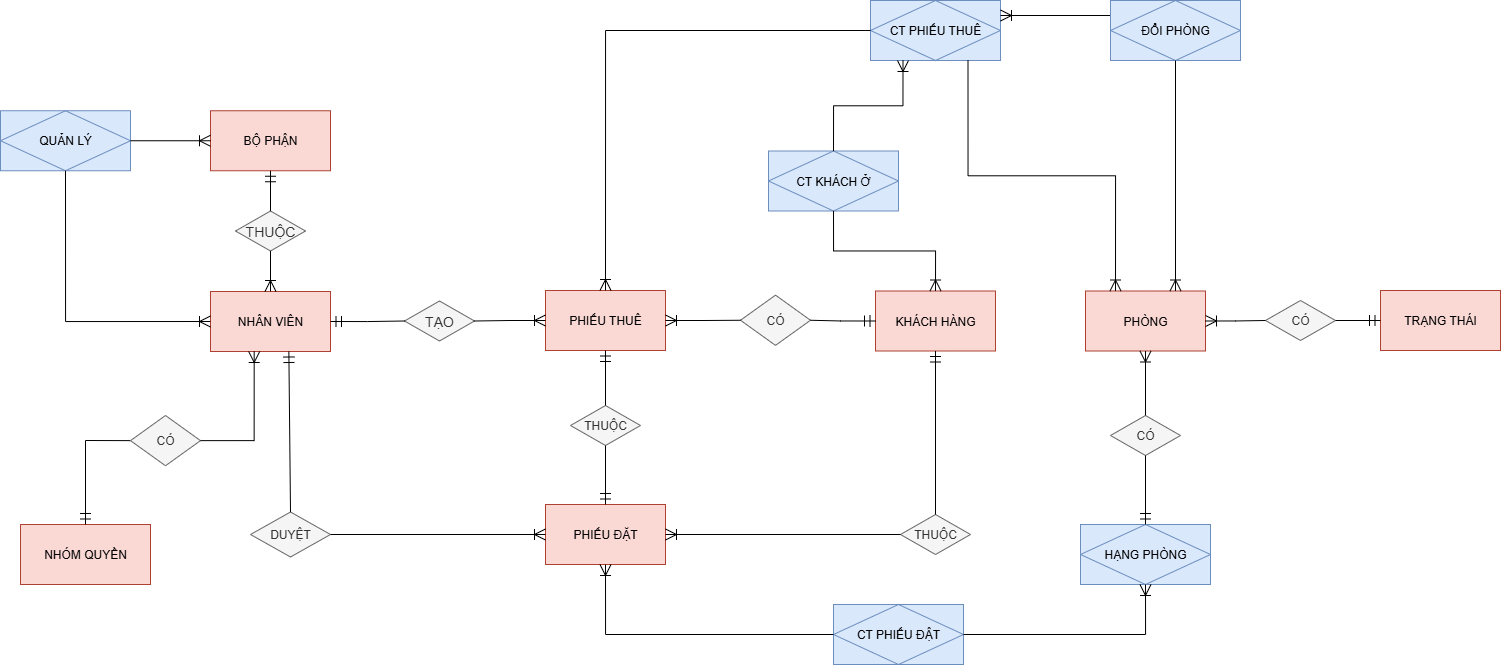 CT PHIẾU THUÊ
ĐỔI PHÒNG
QUẢN LÝ
BỘ PHẬN
CT KHÁCH Ở
THUỘC
NHÂN VIÊN
TẠO
PHIẾU THUÊ
CÓ
KHÁCH HÀNG
PHÒNG
CÓ
TRẠNG THÁI
CÓ
THUỘC
CÓ
NHÓM QUYỀN
DUYỆT
PHIẾU ĐẶT
THUỘC
HẠNG PHÒNG
CT PHIẾU ĐẶT